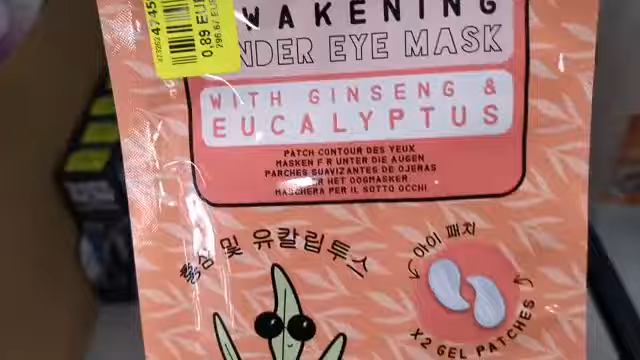 0,89 EUR
WAKENING
NDER EYE MASK
WITH GINSENG &
EUCALYPTUS
PATCH CONTOUR DES YEUX
MASKEN F R UNTER DIE AUGEN
PARCHES SUAVIZANTES DE OJERAS
HET OOGMASKER
MASCHERA PER IL SOTTO OCCHI
홍삼 및 유칼립투스
아이 패치
X2 GEL PATCHES